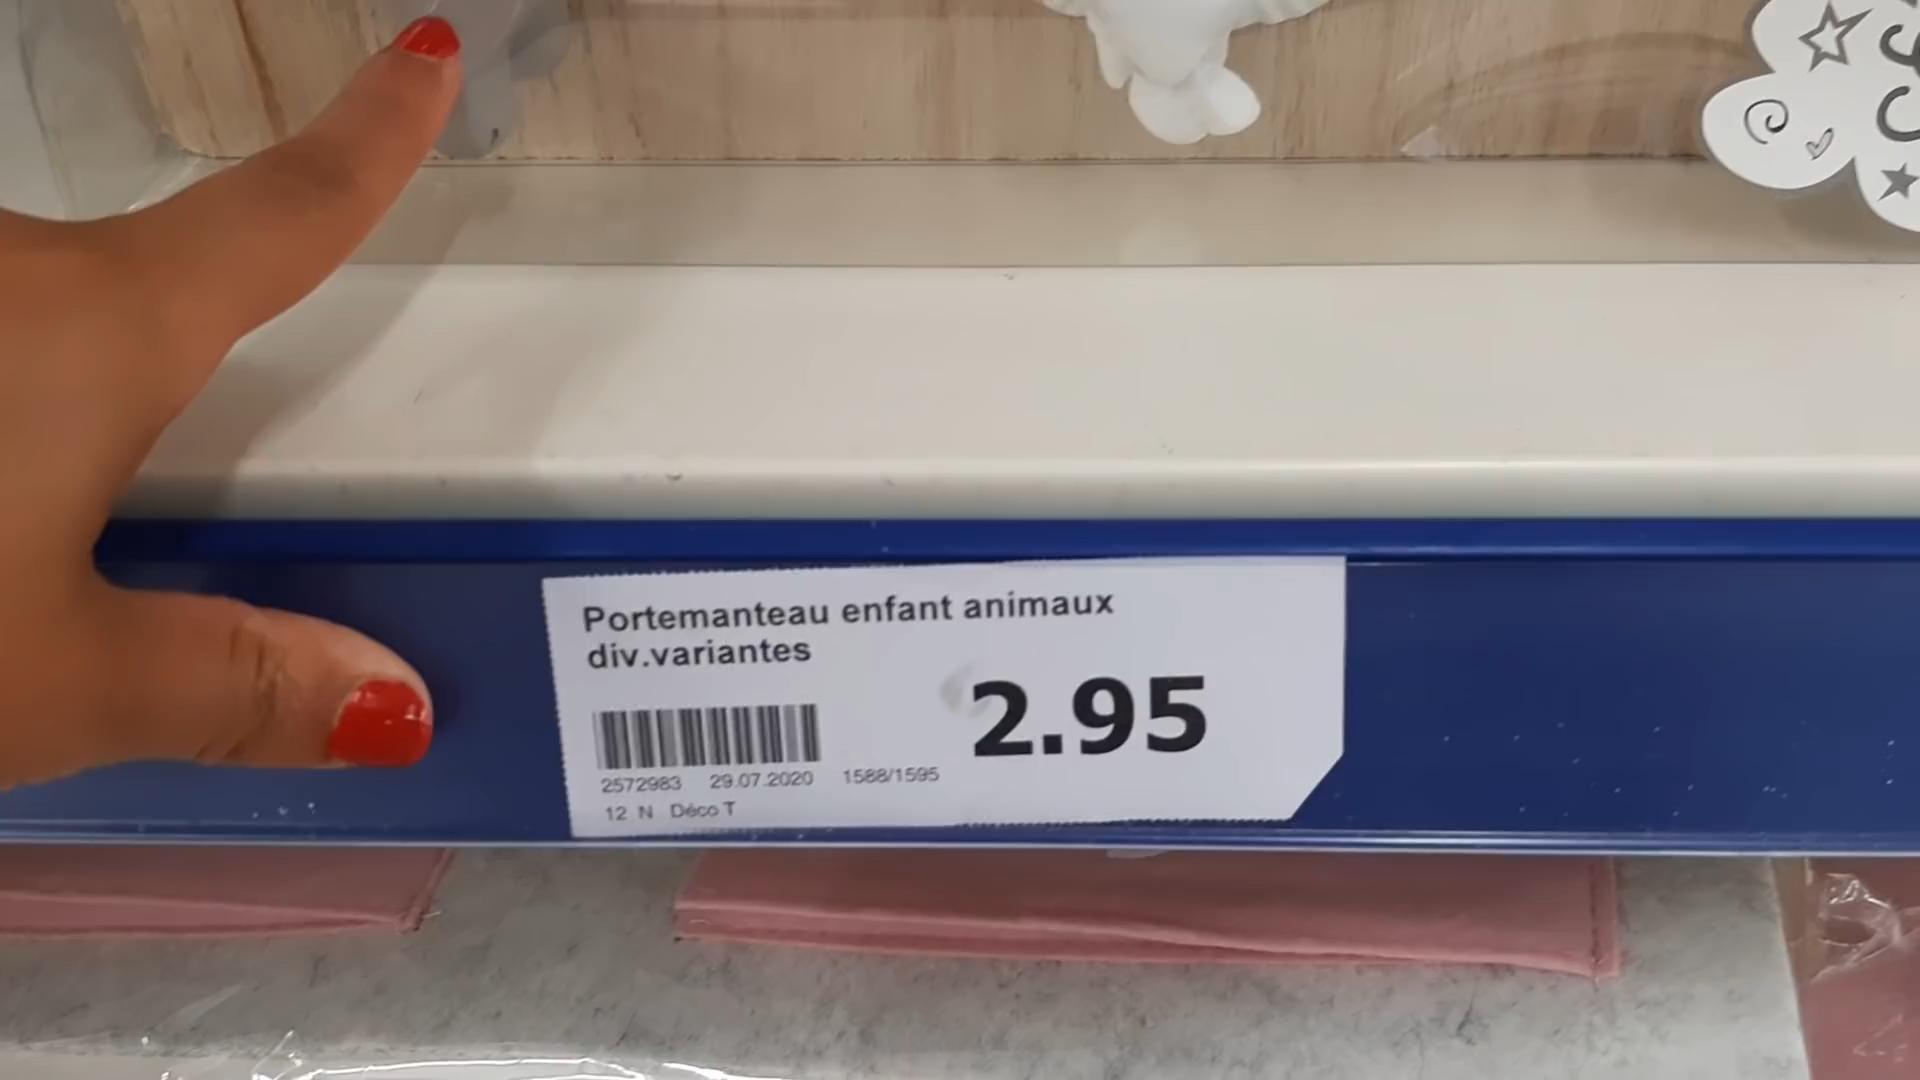 Portemanteau enfant animaux
div.variantes
2.95
2572983 29.07.2020 1588/1595
12 N Déco T